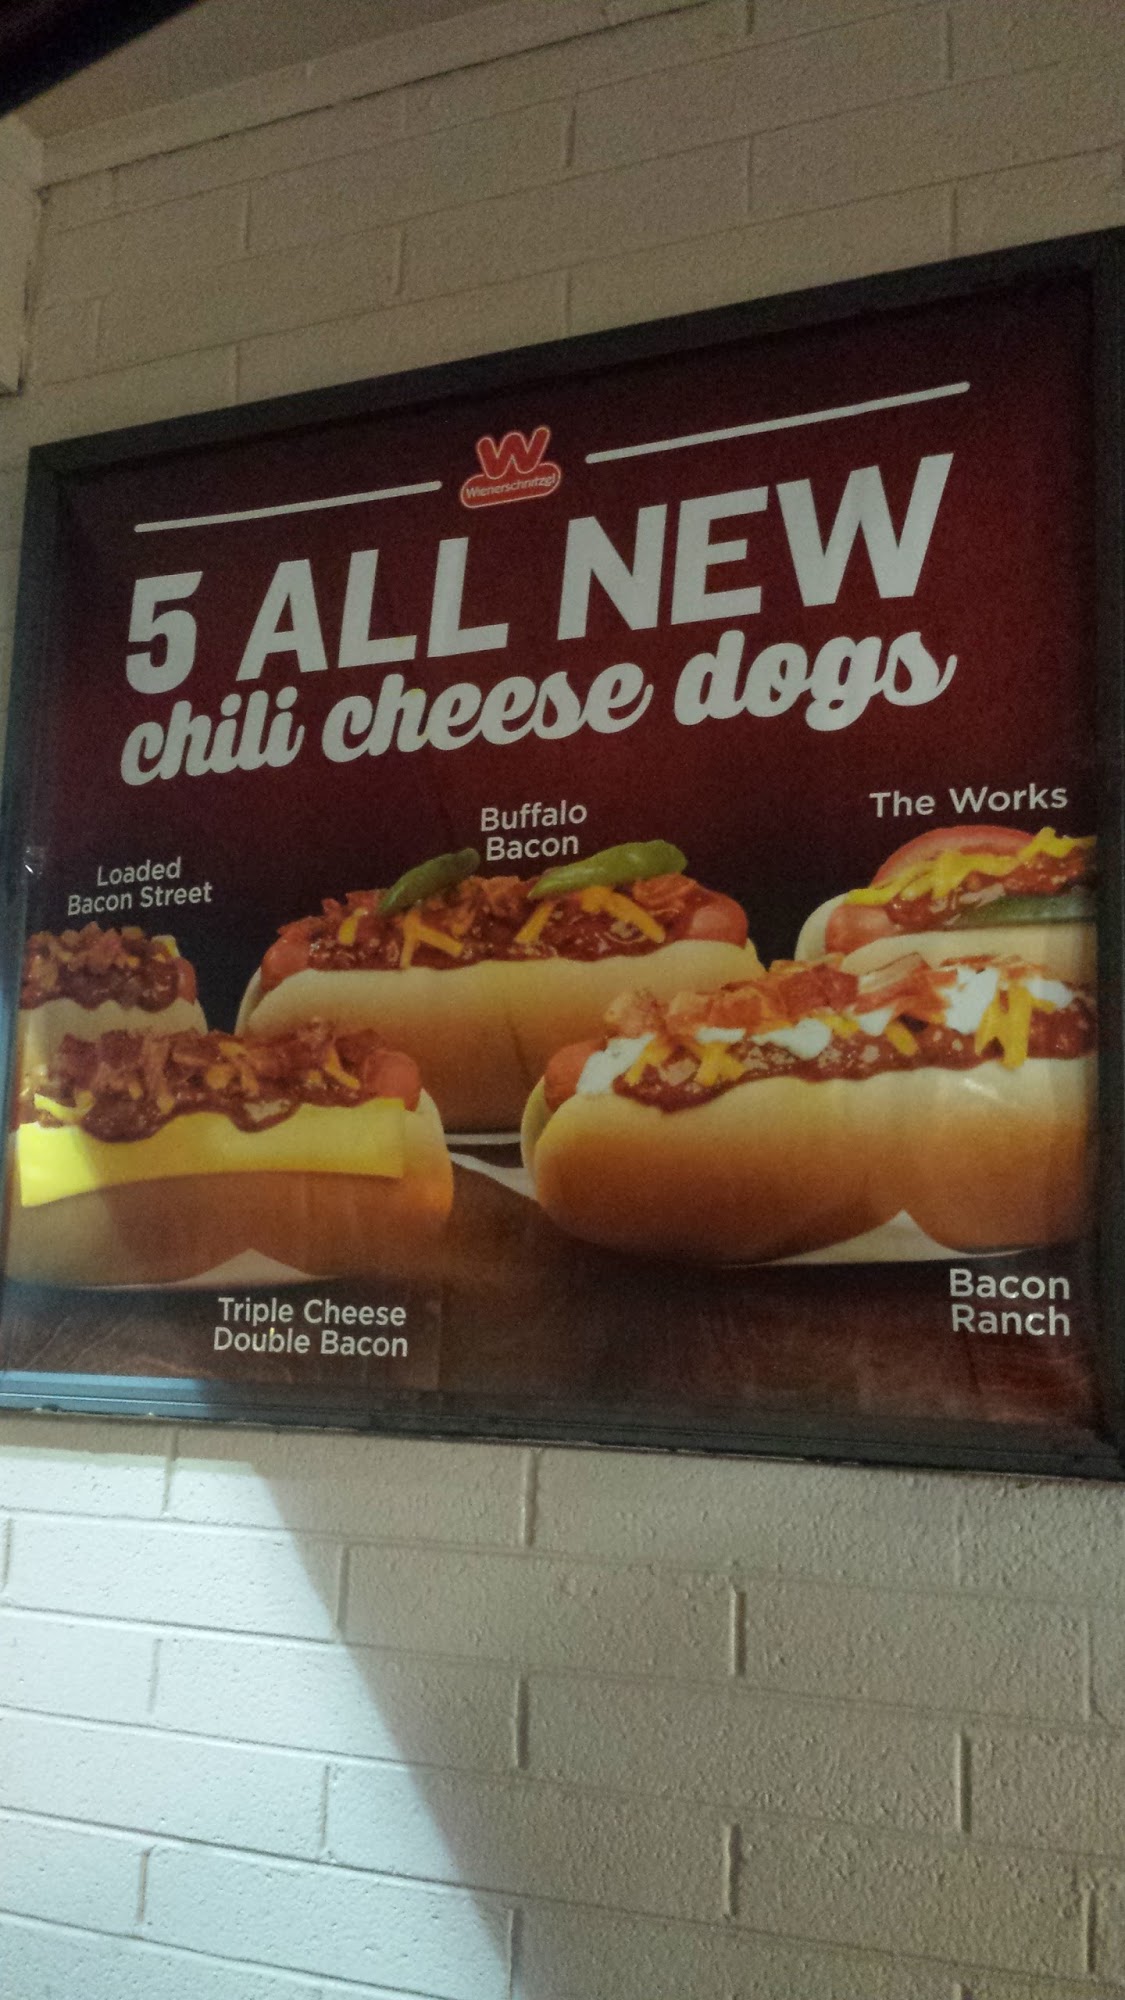 W
Wienerschnitzel
5 ALL NEW
chili cheese dogs
Loaded
Bacon Street
Buffalo
Bacon
The Works
Triple Cheese
Double Bacon
Bacon
Ranch